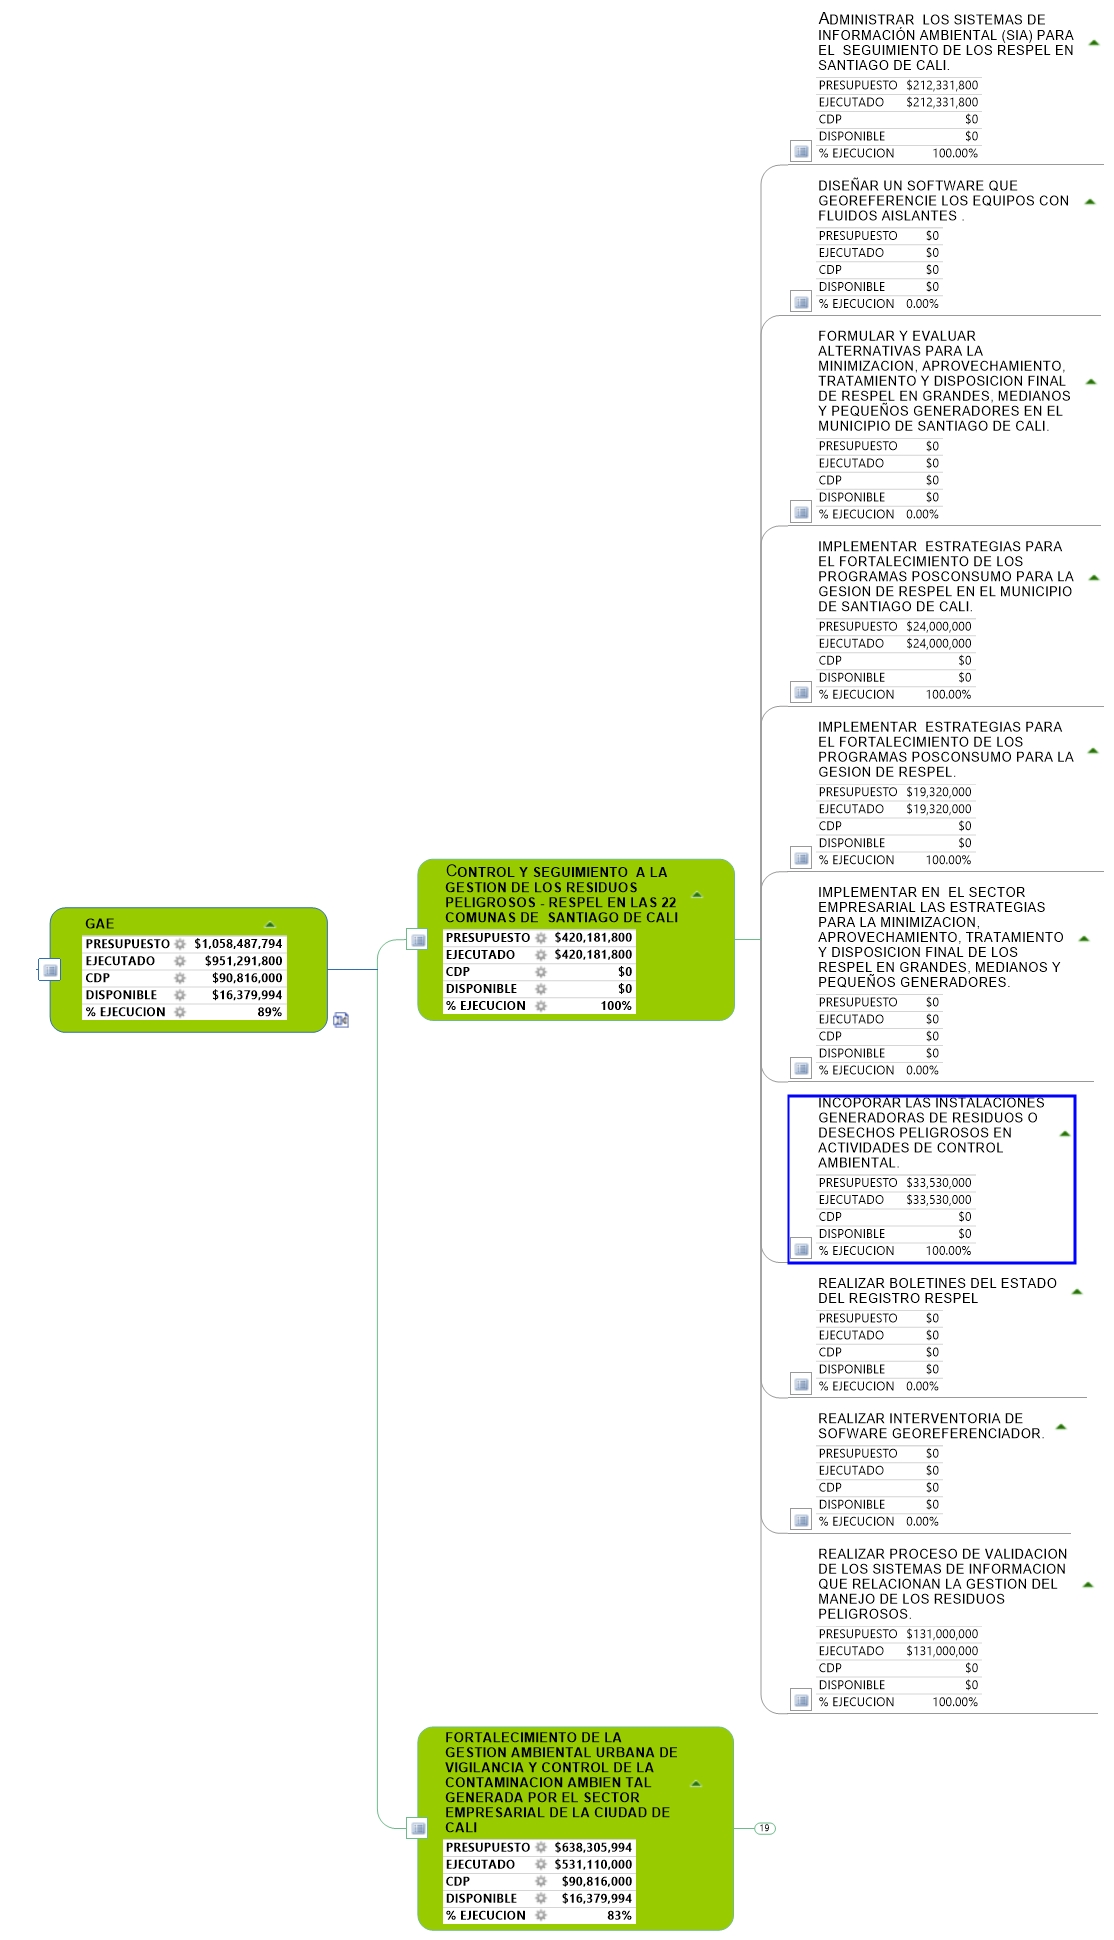 ADMINISTRAR LOS SISTEMAS DE
INFORMACIÓN AMBIENTAL (SIA) PARA
EL SEGUIMIENTO DE LOS RESPEL EN
SANTIAGO DE CALI.
PRESUPUESTO $212,331,800
EJECUTADO $212,331,800
CDP $0
DISPONIBLE $0
% EJECUCION 100.00%
DISEÑAR UN SOFTWARE QUE
GEOREFERENCIE LOS EQUIPOS CON
FLUIDOS AISLANTES .
PRESUPUESTO $0
EJECUTADO $0
CDP $0
DISPONIBLE $0
% EJECUCION 0.00%
FORMULAR Y EVALUAR
ALTERNATIVAS PARA LA
MINIMIZACION, APROVECHAMIENTO,
TRATAMIENTO Y DISPOSICION FINAL
DE RESPEL EN GRANDES, MEDIANOS
Y PEQUEÑOS GENERADORES EN EL
MUNICIPIO DE SANTIAGO DE CALI.
PRESUPUESTO $0
EJECUTADO $0
CDP $0
DISPONIBLE $0
% EJECUCION 0.00%
IMPLEMENTAR ESTRATEGIAS PARA
EL FORTALECIMIENTO DE LOS
PROGRAMAS POSCONSUMO PARA LA
GESION DE RESPEL EN EL MUNICIPIO
DE SANTIAGO DE CALI.
PRESUPUESTO $24,000,000
EJECUTADO $24,000,000
CDP $0
DISPONIBLE $0
% EJECUCION 100.00%
IMPLEMENTAR ESTRATEGIAS PARA
EL FORTALECIMIENTO DE LOS
PROGRAMAS POSCONSUMO PARA LA
GESION DE RESPEL.
PRESUPUESTO $19,320,000
EJECUTADO $19,320,000
CDP $0
DISPONIBLE $0
% EJECUCION 100.00%
CONTROL Y SEGUIMIENTO A LA
GESTION DE LOS RESIDUOS
PELIGROSOS - RESPEL EN LAS 22
COMUNAS DE SANTIAGO DE CALI
PRESUPUESTO $420,181,800
EJECUTADO $420,181,800
CDP $0
DISPONIBLE $0
% EJECUCION 100%
GAE
PRESUPUESTO $1,058,487,794
EJECUTADO $951,291,800
CDP $90,816,000
DISPONIBLE $16,379,994
% EJECUCION 89%
IMPLEMENTAR EN EL SECTOR
EMPRESARIAL LAS ESTRATEGIAS
PARA LA MINIMIZACION,
APROVECHAMIENTO, TRATAMIENTO
Y DISPOSICION FINAL DE LOS
RESPEL EN GRANDES, MEDIANOS Y
PEQUEÑOS GENERADORES.
PRESUPUESTO $0
EJECUTADO $0
CDP $0
DISPONIBLE $0
% EJECUCION 0.00%
INCOPORAR LAS INSTALACIONES
GENERADORAS DE RESIDUOS O
DESECHOS PELIGROSOS EN
ACTIVIDADES DE CONTROL
AMBIENTAL.
PRESUPUESTO $33,530,000
EJECUTADO $33,530,000
CDP $0
DISPONIBLE $0
% EJECUCION 100.00%
REALIZAR BOLETINES DEL ESTADO
DEL REGISTRO RESPEL
PRESUPUESTO $0
EJECUTADO $0
CDP $0
DISPONIBLE $0
% EJECUCION 0.00%
REALIZAR INTERVENTORIA DE
SOFWARE GEOREFERENCIADOR.
PRESUPUESTO $0
EJECUTADO $0
CDP $0
DISPONIBLE $0
% EJECUCION 0.00%
REALIZAR PROCESO DE VALIDACION
DE LOS SISTEMAS DE INFORMACION
QUE RELACIONAN LA GESTION DEL
MANEJO DE LOS RESIDUOS
PELIGROSOS.
PRESUPUESTO $131,000,000
EJECUTADO $131,000,000
CDP $0
DISPONIBLE $0
% EJECUCION 100.00%
FORTALECIMIENTO DE LA
GESTION AMBIENTAL URBANA DE
VIGILANCIA Y CONTROL DE LA
CONTAMINACION AMBIEN TAL
GENERADA POR EL SECTOR
EMPRESARIAL DE LA CIUDAD DE
CALI
PRESUPUESTO $638,305,994
EJECUTADO $531,110,000
CDP $90,816,000
DISPONIBLE $16,379,994
% EJECUCION 83%
19